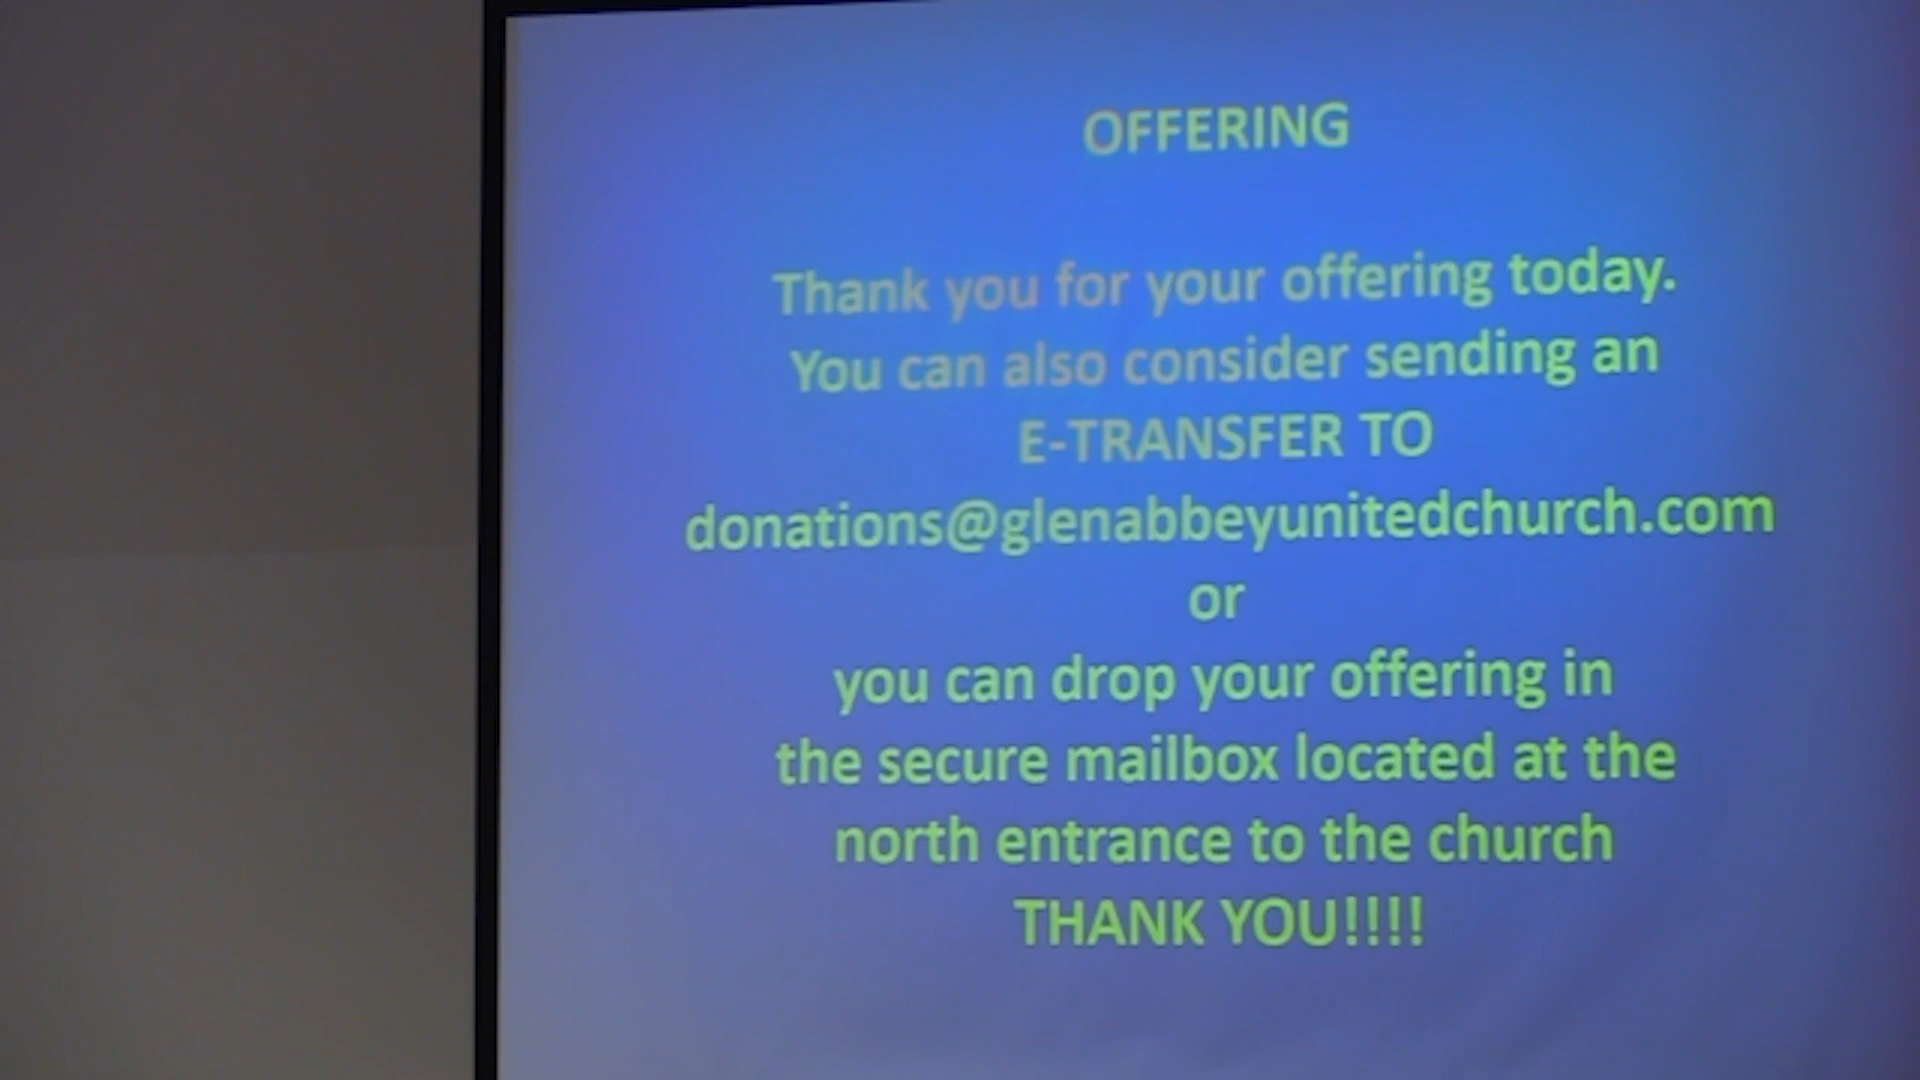 OFFERING
Thank you for your offering today.
You can also consider sending an
E-TRANSFER TO
donations@glenabbeyunitedchurch.com
or
you can drop your offering in
the secure mailbox located at the
north entrance to the church
THANK YOU!!!!